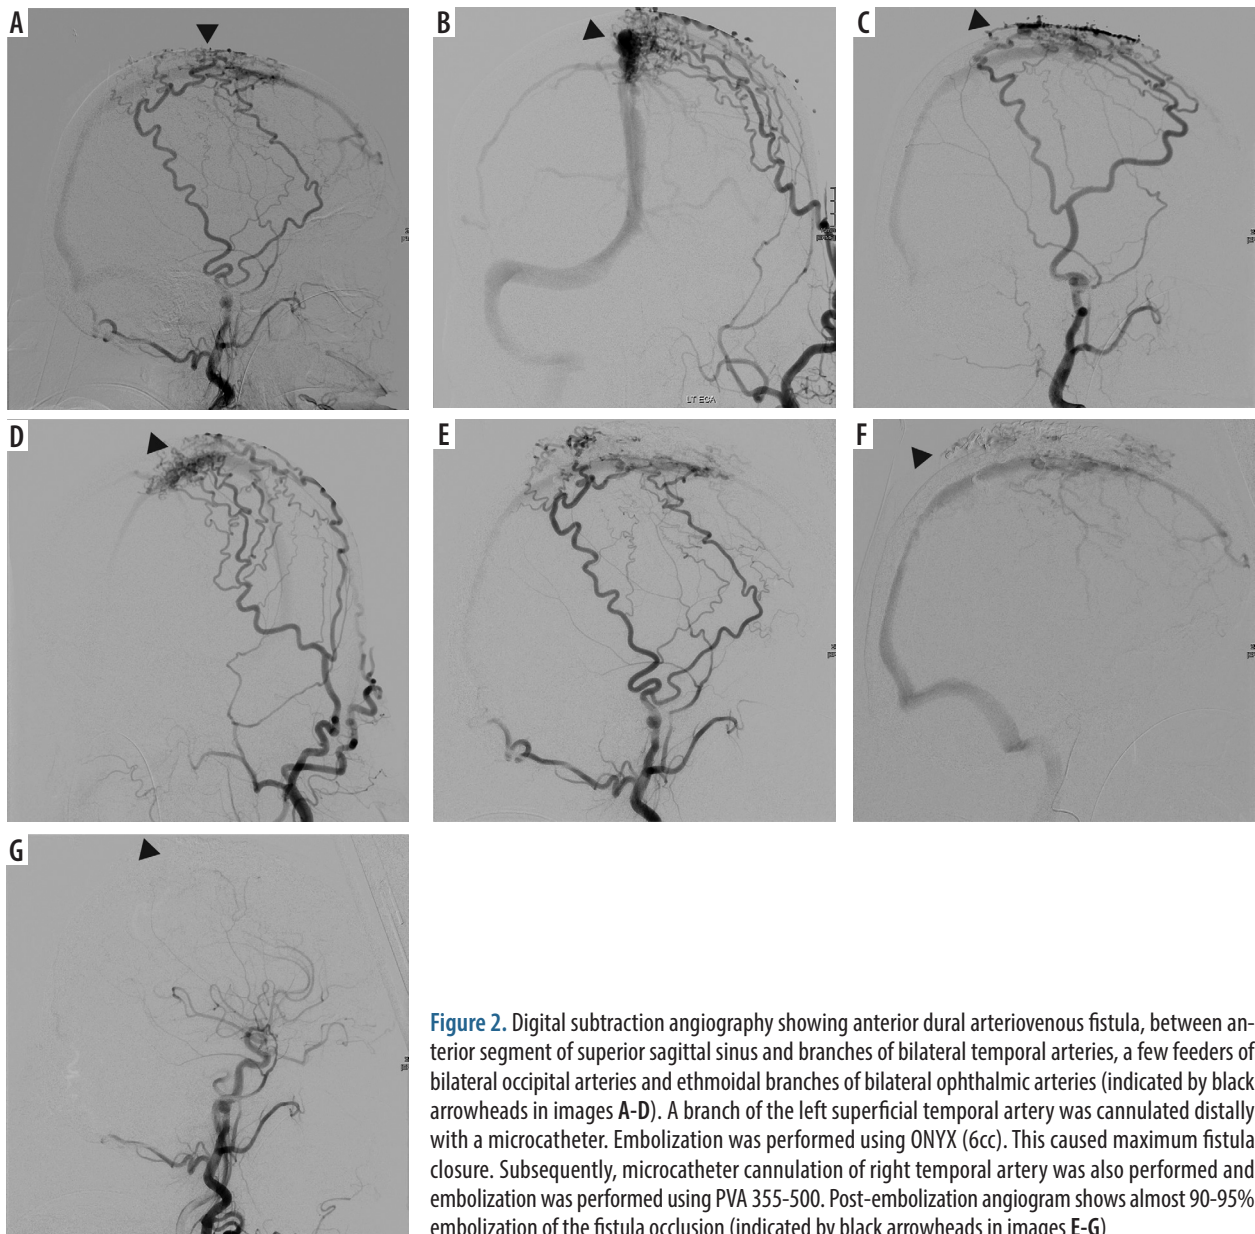 A
B
C
LT ECA
D
E
F
G
Figure 2. Digital subtraction angiography showing anterior dural arteriovenous fistula, between an-
terior segment of superior sagittal sinus and branches of bilateral temporal arteries, a few feeders of
bilateral occipital arteries and ethmoidal branches of bilateral ophthalmic arteries (indicated by black
arrowheads in images A-D). A branch of the left superficial temporal artery was cannulated distally
with a microcatheter. Embolization was performed using ONYX (6cc). This caused maximum fistula
closure. Subsequently, microcatheter cannulation of right temporal artery was also performed and
embolization was performed using PVA 355-500. Post-embolization angiogram shows almost 90-95%
embolization of the fistula occlusion (indicated by black arrowheads in images E-G)